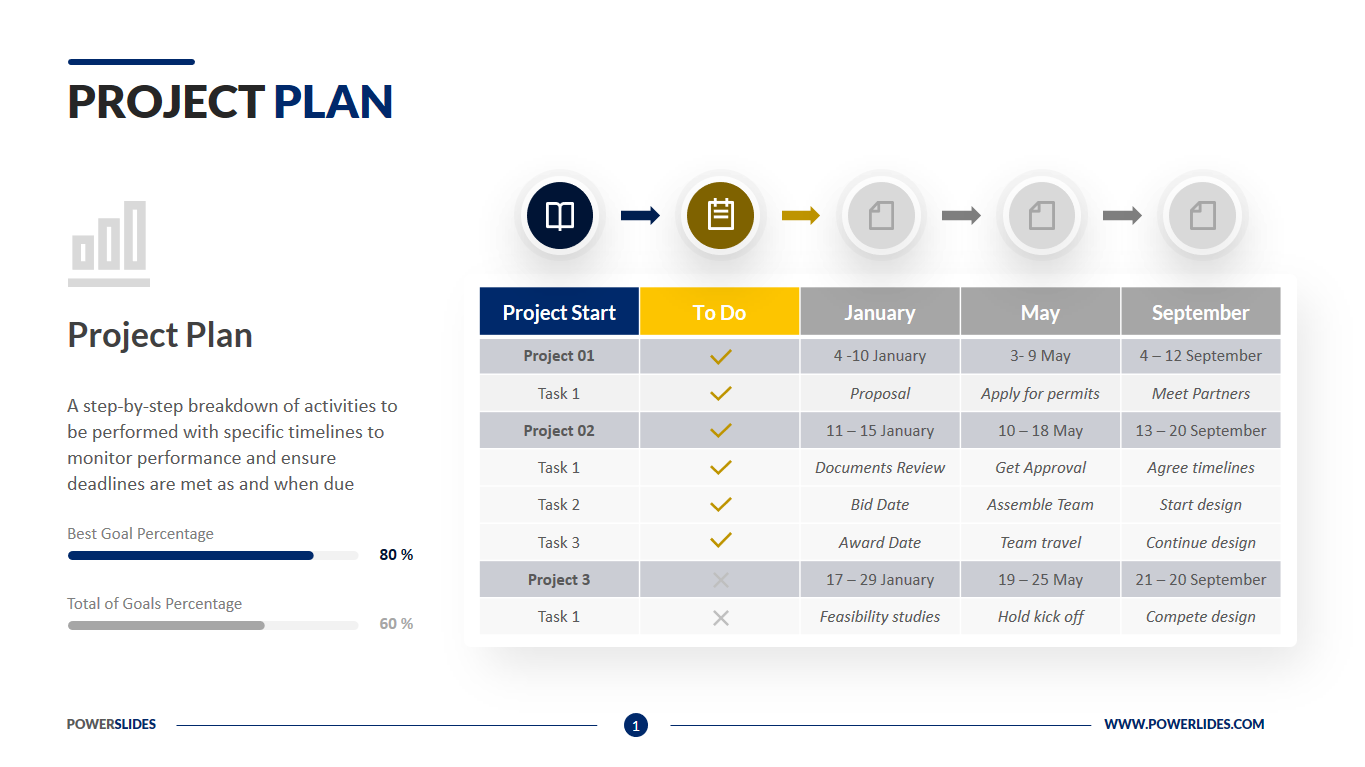 PROJECT PLAN
Project Plan
A step-by-step breakdown of activities to
be performed with specific timelines to
monitor performance and ensure
deadlines are met as and when due
Best Goal Percentage
80 %
Total of Goals Percentage
60 %
Project Start To Do January May September
Project 01 4 -10 January 3- 9 May 4 – 12 September
Task 1 Proposal Apply for permits Meet Partners
Project 02 11 – 15 January 10 – 18 May 13 – 20 September
Task 1 Documents Review Get Approval Agree timelines
Task 2 Bid Date Assemble Team Start design
Task 3 Award Date Team travel Continue design
Project 3 17 – 29 January 19 – 25 May 21 – 20 September
Task 1 Feasibility studies Hold kick off Compete design
POWERSLIDES 1 WWW.POWERLIDES.COM